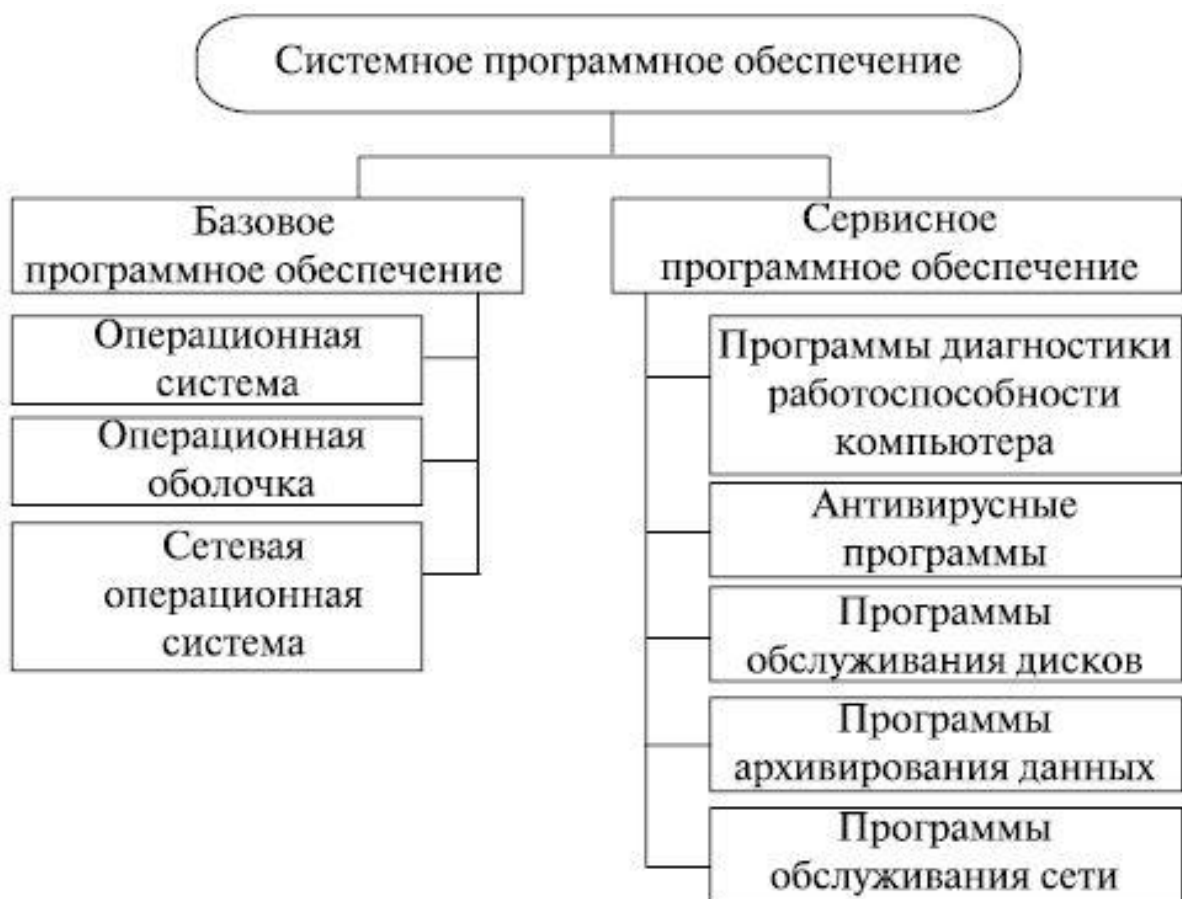 Системное программное обеспечение
Базовое
программное обеспечение
Операционная
система
Операционная
оболочка
Сетевая
операционная
система
Сервисное
программное обеспечение
Программы диагностики
работоспособности
компьютера
Антивирусные
программы
Программы
обслуживания дисков
Программы
архивирования данных
Программы
обслуживания сети